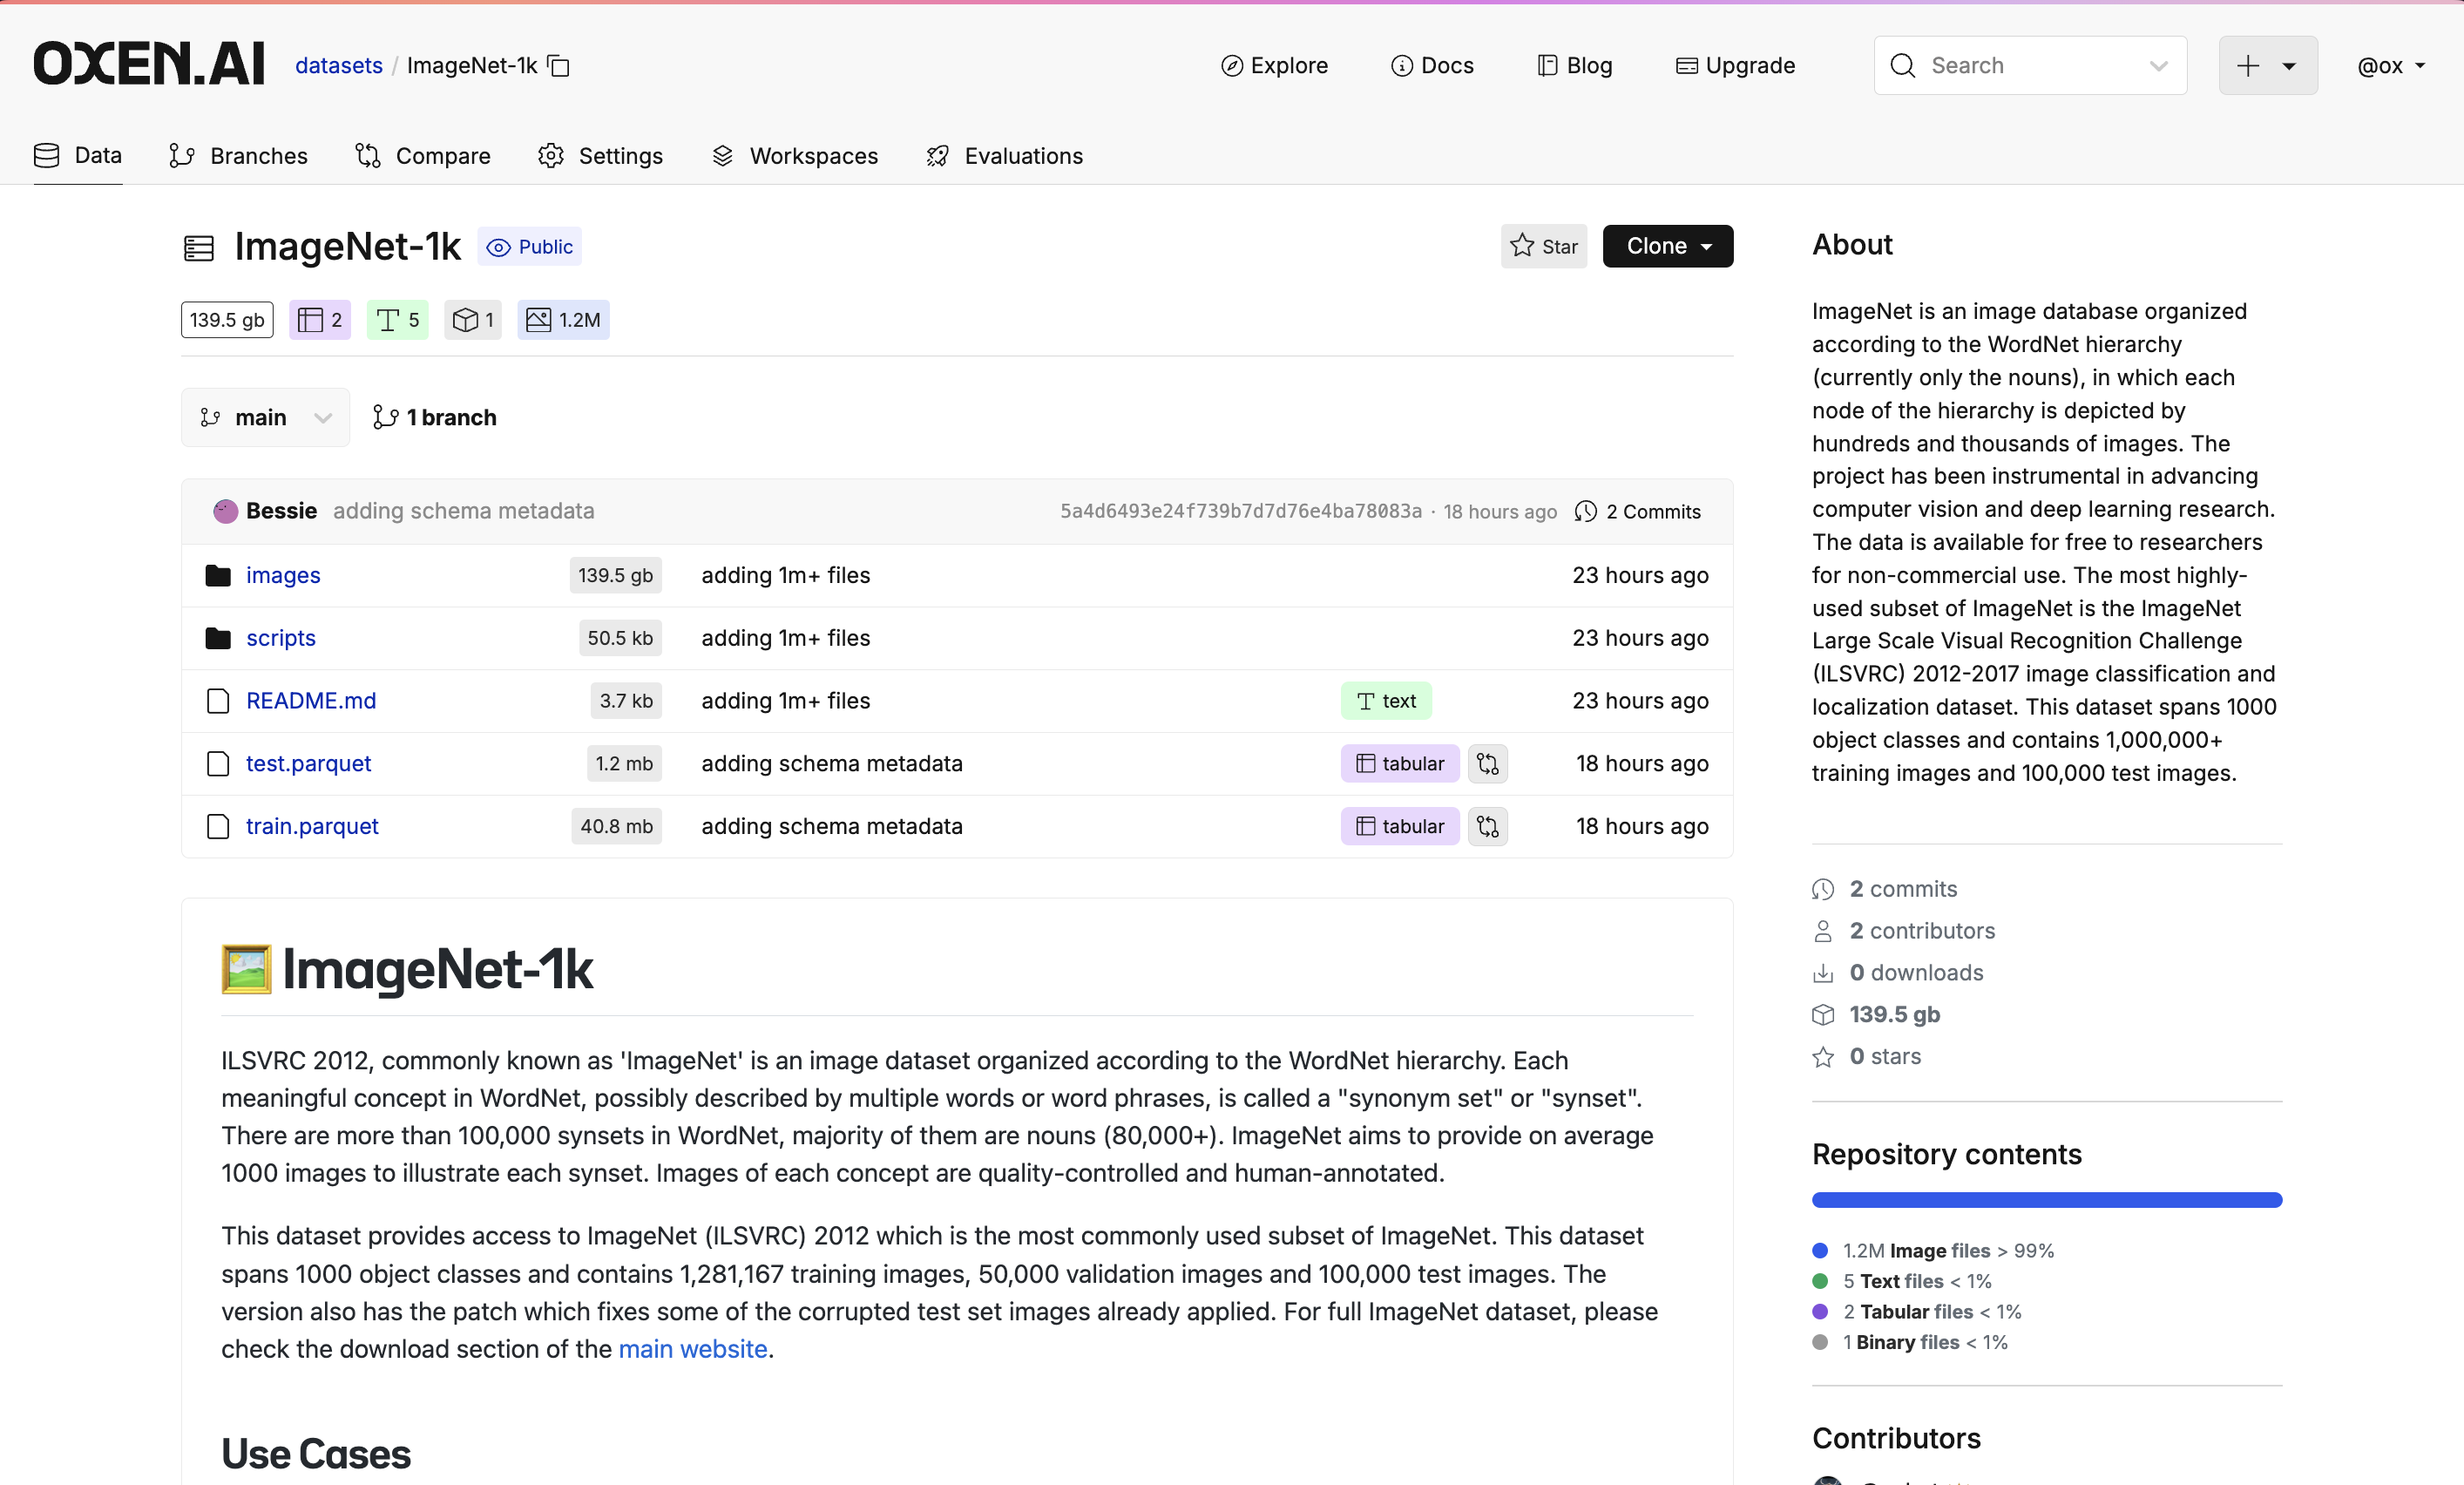 OXEN.AI datasets / ImageNet-1k Explore Docs Blog Upgrade Search @ox
Data Branches Compare Settings Workspaces Evaluations
ImageNet-1k Public Star Clone
139.5 gb 2 5 1 1.2M
main 1 branch
Bessie adding schema metadata 5a4d6493e24f739b7d7d76e4ba78083a · 18 hours ago 2 Commits
images 139.5 gb adding 1m+ files 23 hours ago
scripts 50.5 kb adding 1m+ files 23 hours ago
README.md 3.7 kb adding 1m+ files text 23 hours ago
test.parquet 1.2 mb adding schema metadata tabular 18 hours ago
train.parquet 40.8 mb adding schema metadata tabular 18 hours ago
ImageNet-1k
ILSVRC 2012, commonly known as 'ImageNet' is an image dataset organized according to the WordNet hierarchy. Each
meaningful concept in WordNet, possibly described by multiple words or word phrases, is called a "synonym set" or "synset".
There are more than 100,000 synsets in WordNet, majority of them are nouns (80,000+). ImageNet aims to provide on average
1000 images to illustrate each synset. Images of each concept are quality-controlled and human-annotated.
This dataset provides access to ImageNet (ILSVRC) 2012 which is the most commonly used subset of ImageNet. This dataset
spans 1000 object classes and contains 1,281,167 training images, 50,000 validation images and 100,000 test images. The
version also has the patch which fixes some of the corrupted test set images already applied. For full ImageNet dataset, please
check the download section of the main website.
Use Cases
About
ImageNet is an image database organized
according to the WordNet hierarchy
(currently only the nouns), in which each
node of the hierarchy is depicted by
hundreds and thousands of images. The
project has been instrumental in advancing
computer vision and deep learning research.
The data is available for free to researchers
for non-commercial use. The most highly-
used subset of ImageNet is the ImageNet
Large Scale Visual Recognition Challenge
(ILSVRC) 2012-2017 image classification and
localization dataset. This dataset spans 1000
object classes and contains 1,000,000+
training images and 100,000 test images.
2 commits
2 contributors
0 downloads
139.5 gb
0 stars
Repository contents
1.2M Image files > 99%
5 Text files < 1%
2 Tabular files < 1%
1 Binary files < 1%
Contributors